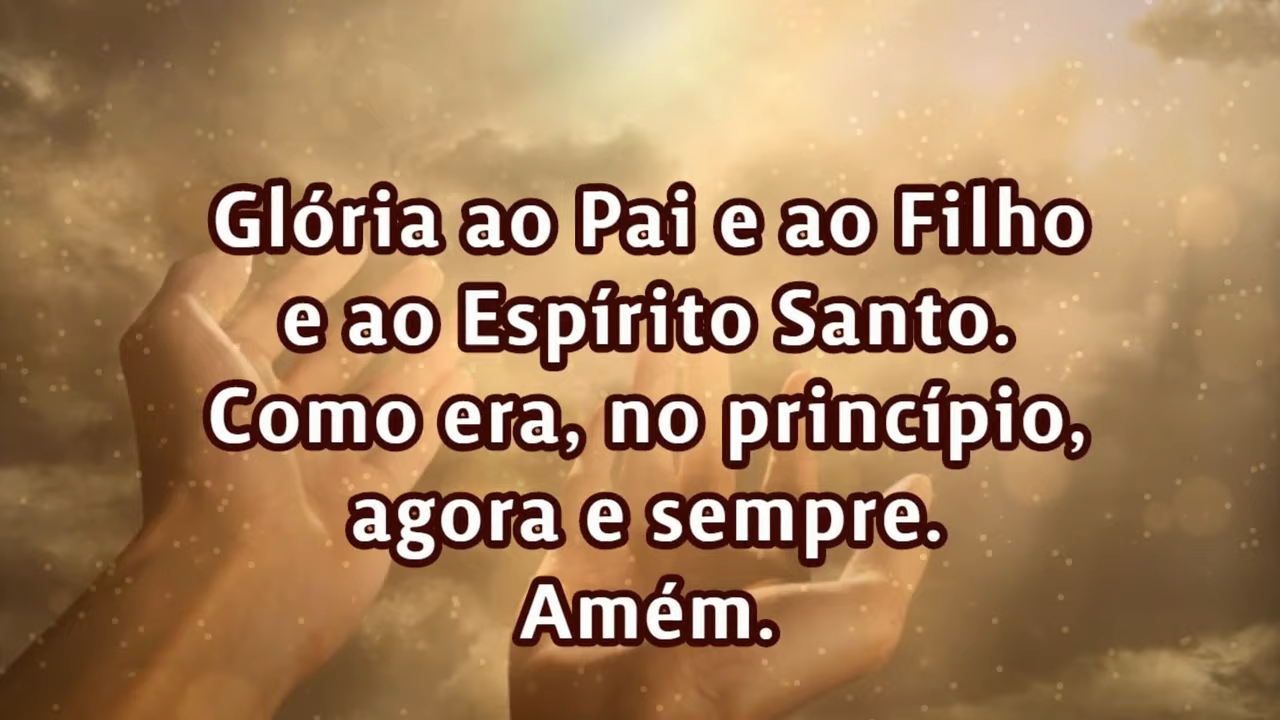 Glória ao Pai e ao Filho
e ao Espírito Santo.
Como era, no princípio,
agora e sempre.
Amém.